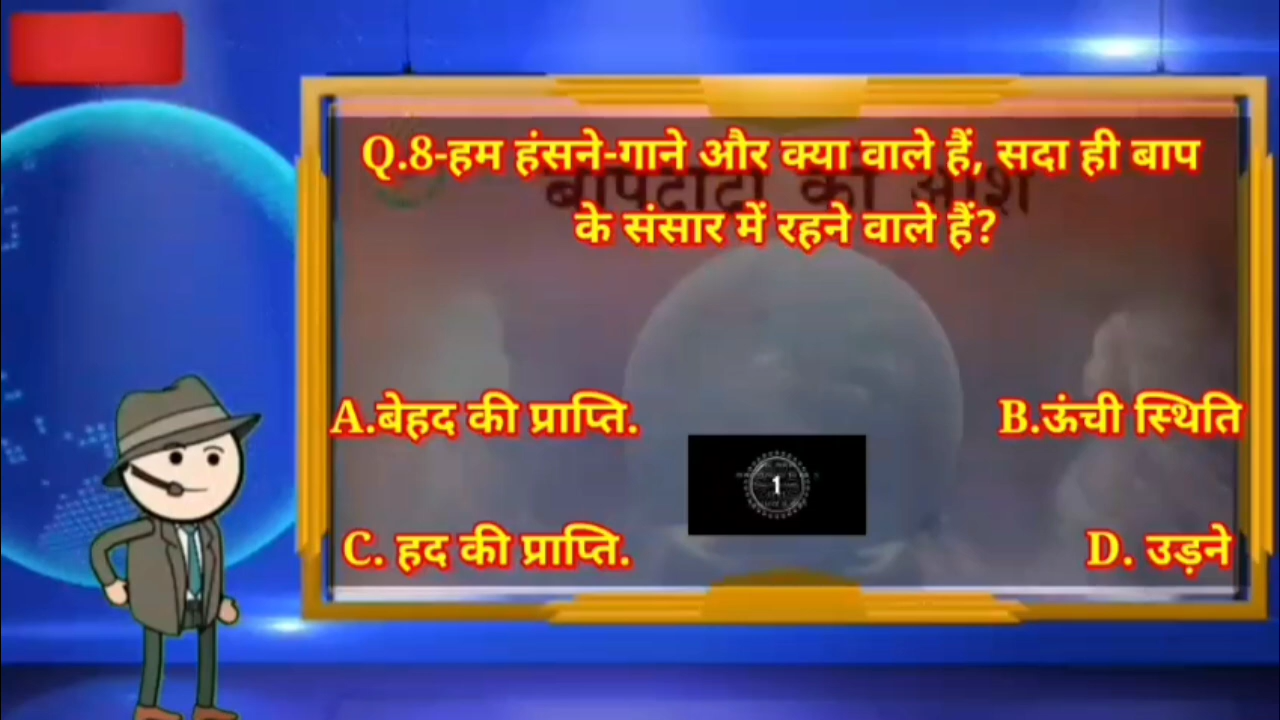 Q.8-हम हंसने-गाने और क्या वाले हैं, सदा ही बाप
के संसार में रहने वाले हैं?
A.बेहद की प्राप्ति.
B.ऊंची स्थिति
1
C. हद की प्राप्ति.
D. उड़ने